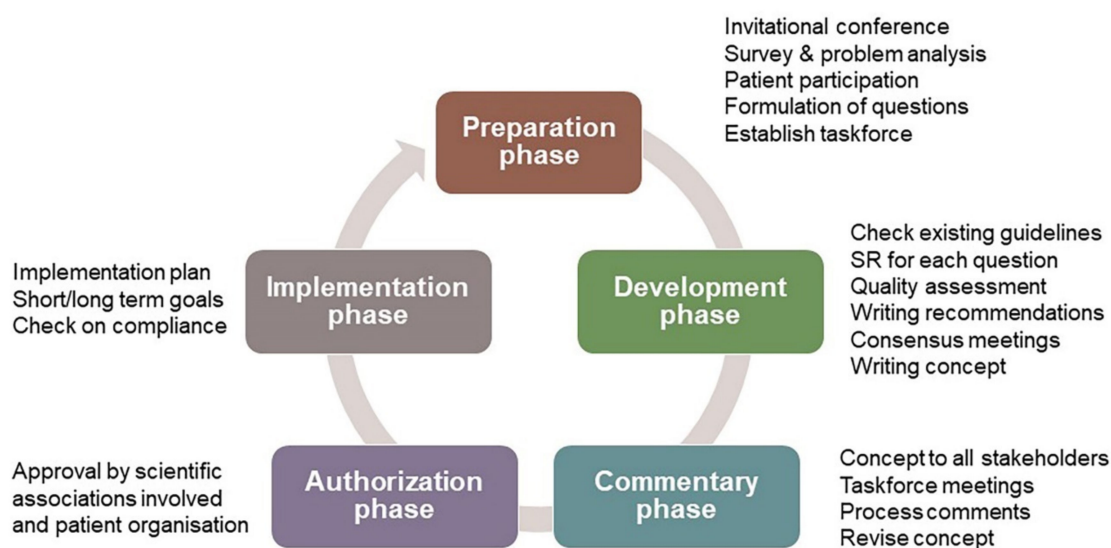 Preparation
phase
Invitational conference
Survey & problem analysis
Patient participation
Formulation of questions
Establish taskforce
Development
phase
Check existing guidelines
SR for each question
Quality assessment
Writing recommendations
Consensus meetings
Writing concept
Commentary
phase
Concept to all stakeholders
Taskforce meetings
Process comments
Revise concept
Authorization
phase
Approval by scientific
associations involved
and patient organisation
Implementation
phase
Implementation plan
Short/long term goals
Check on compliance